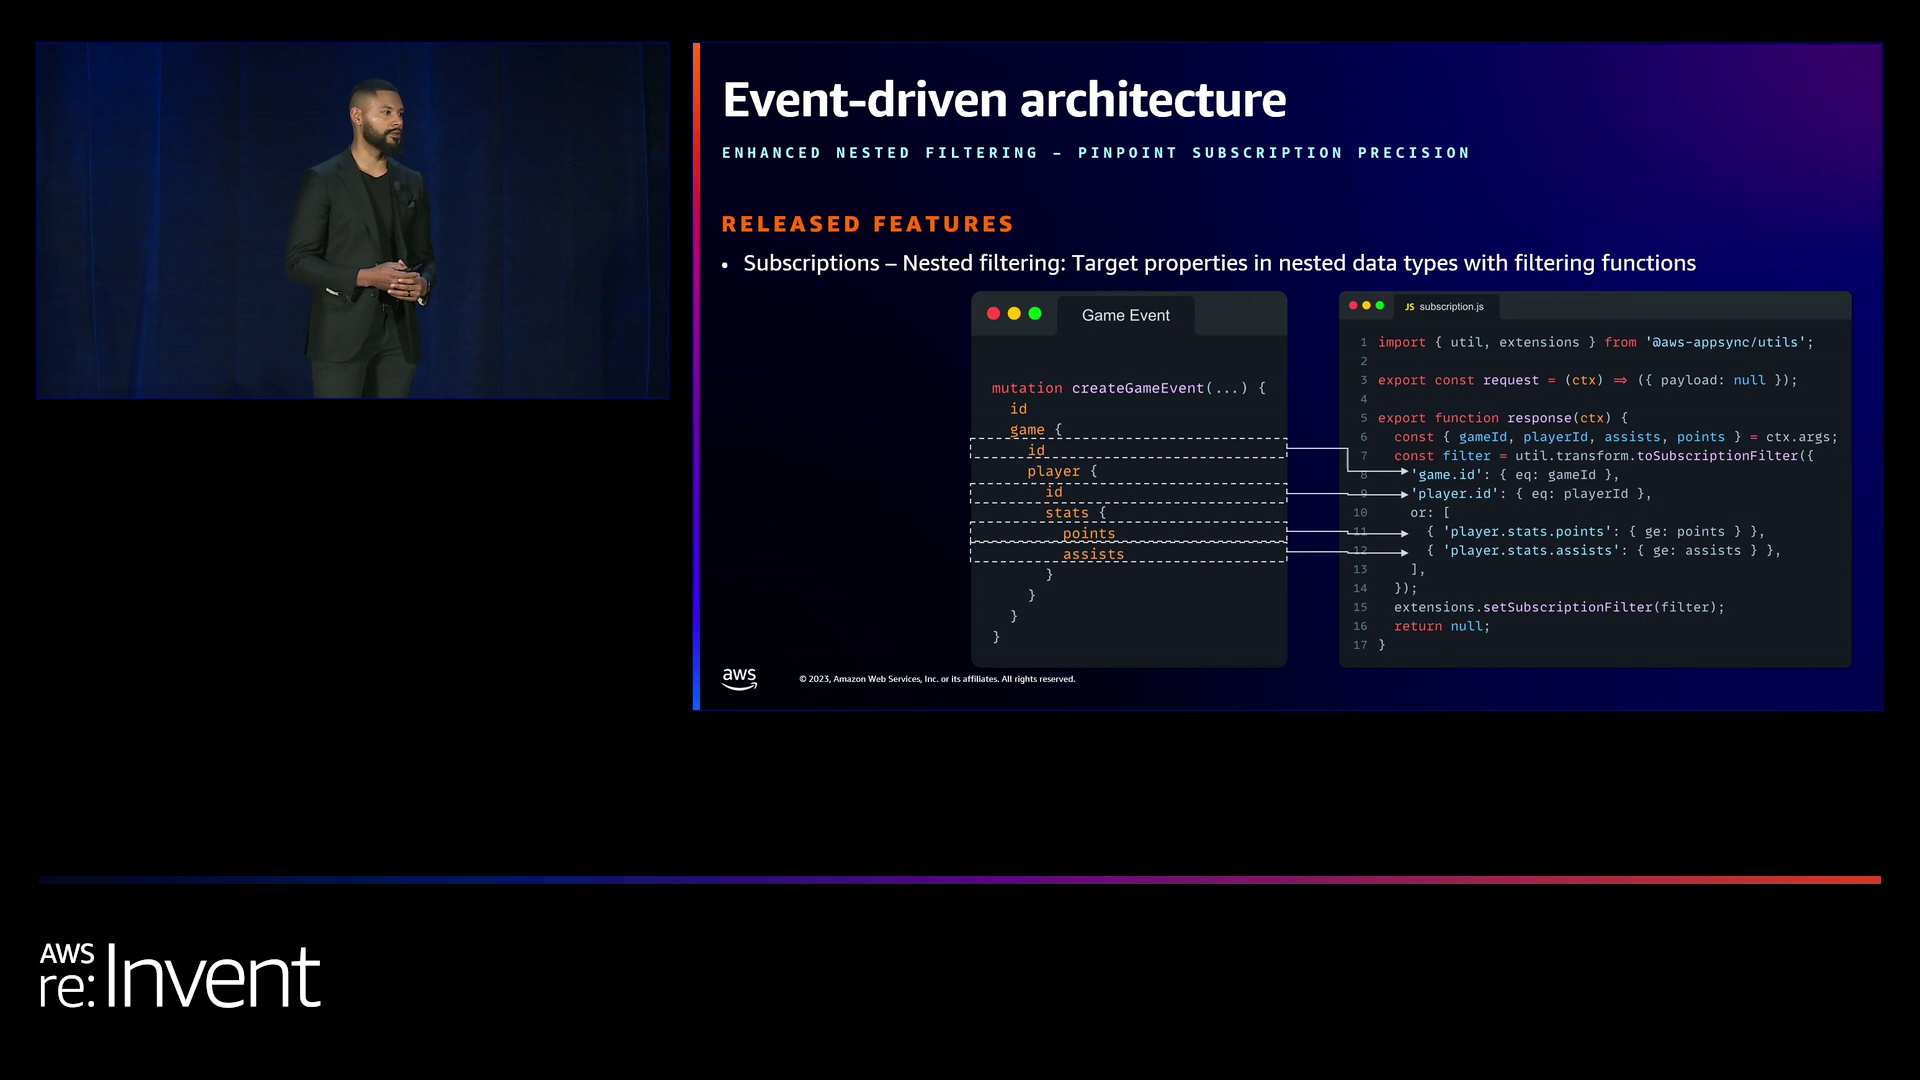 Event-driven architecture
ENHANCED NESTED FILTERING – PINPOINT SUBSCRIPTION PRECISION
RELEASED FEATURES
• Subscriptions – Nested filtering: Target properties in nested data types with filtering functions
Game Event
mutation createGameEvent(...) {
id
game {
id
player {
id
stats {
points
assists
}
}
}
}
JS subscription.js
1 import { util, extensions } from '@aws-appsync/utils';
2
3 export const request = (ctx) => ({ payload: null });
4
5 export function response(ctx) {
6 const { gameId, playerId, assists, points } = ctx.args;
7 const filter = util.transform.toSubscriptionFilter({
8 'game.id': { eq: gameId },
9 'player.id': { eq: playerId },
10 or: [
11 { 'player.stats.points': { ge: points } },
12 { 'player.stats.assists': { ge: assists } },
13 ],
14 });
15 extensions.setSubscriptionFilter(filter);
16 return null;
17 }
aws
© 2023, Amazon Web Services, Inc. or its affiliates. All rights reserved.
AWS
re:Invent